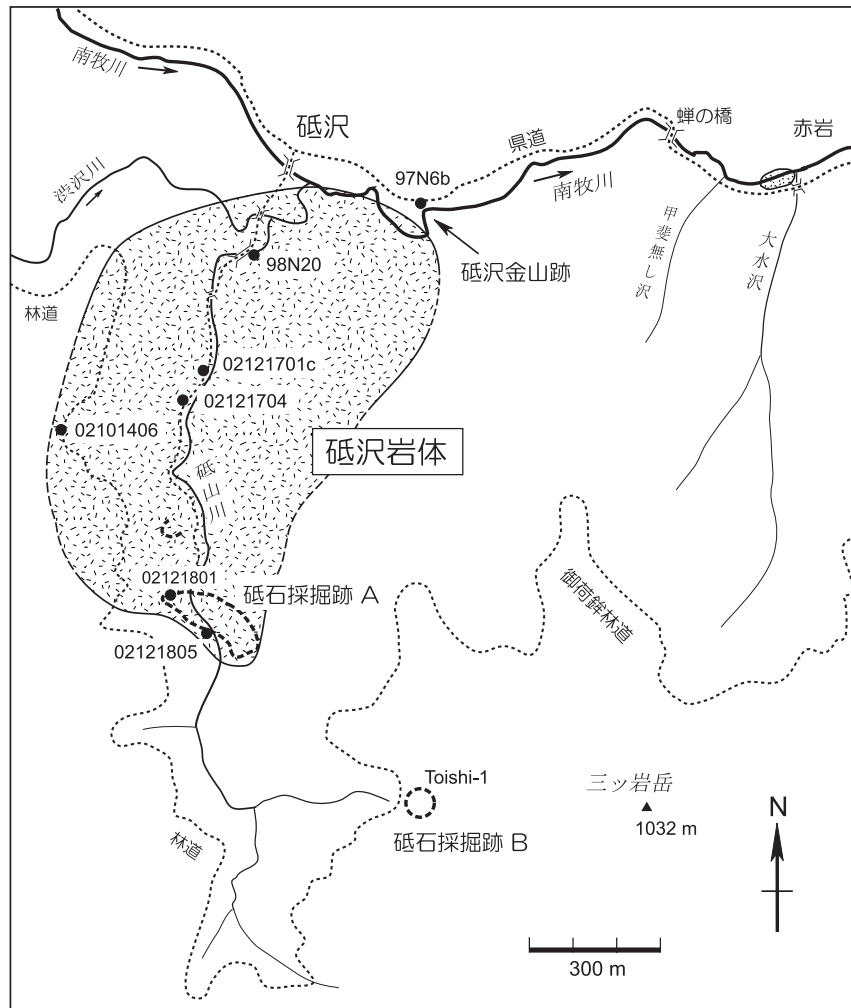 南牧川
砥沢
県道
蝉の橋
赤岩
渋沢川
97N6b
南牧川
甲斐無し沢
大水沢
砥沢金山跡
98N20
林道
02121701c
02121704
02101406
砥沢岩体
砥山川
02121801
砥石採掘跡 A
御荷鉾林道
02121805
Toishi-1
三ッ岩岳
1032 m
N
林道
砥石採掘跡 B
300 m